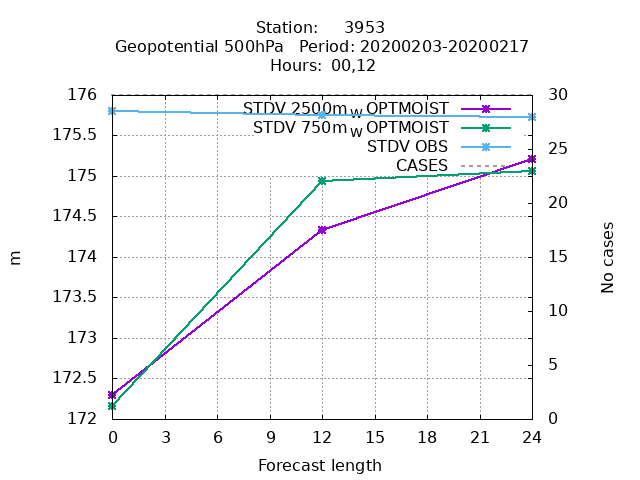 Station: 3953
Geopotential 500hPa Period: 20200203-20200217
Hours: 00,12
176
175.5
175
174.5
174
173.5
173
172.5
172
30
25
20
15
10
5
0
STDV 2500m_W OPTMOIST
STDV 750m_W OPTMOIST
STDV OBS
CASES
m
No cases
0 3 6 9 12 15 18 21 24
Forecast length